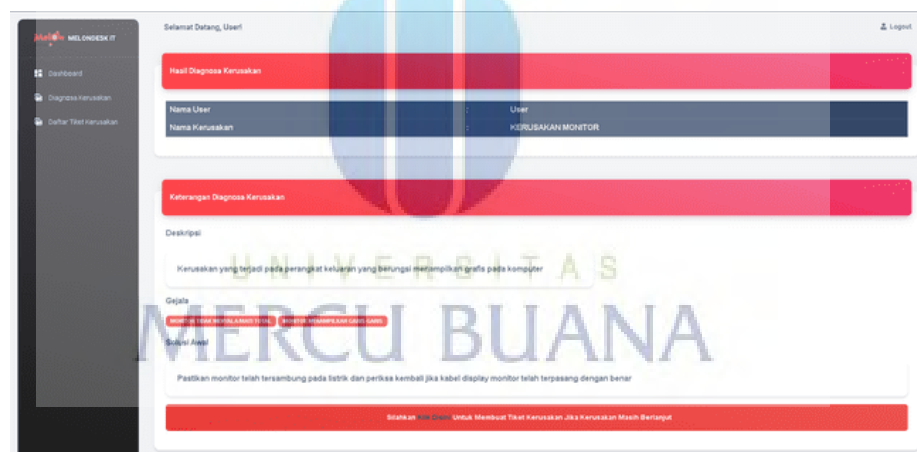 Selamat Datang, User!
Logout
MELONDESK IT
Dashboard
Diagnosa Kerusakan
Daftar Tiket Kerusakan
Hasil Diagnosa Kerusakan
Nama User : User
Nama Kerusakan : KERUSAKAN MONITOR
Keterangan Diagnosa Kerusakan
Deskripsi
Kerusakan yang terjadi pada perangkat keluaran yang berungsi menampilkan grafis pada komputer
UNIVERSITAS
Gejala
MERCU BUANA
Solusi Awal
Pastikan monitor telah tersambung pada listrik dan periksa kembali jika kabel display monitor telah terpasang dengan benar
Silahkan Klik Disini Untuk Membuat Tiket Kerusakan Jika Kerusakan Masih Berlanjut